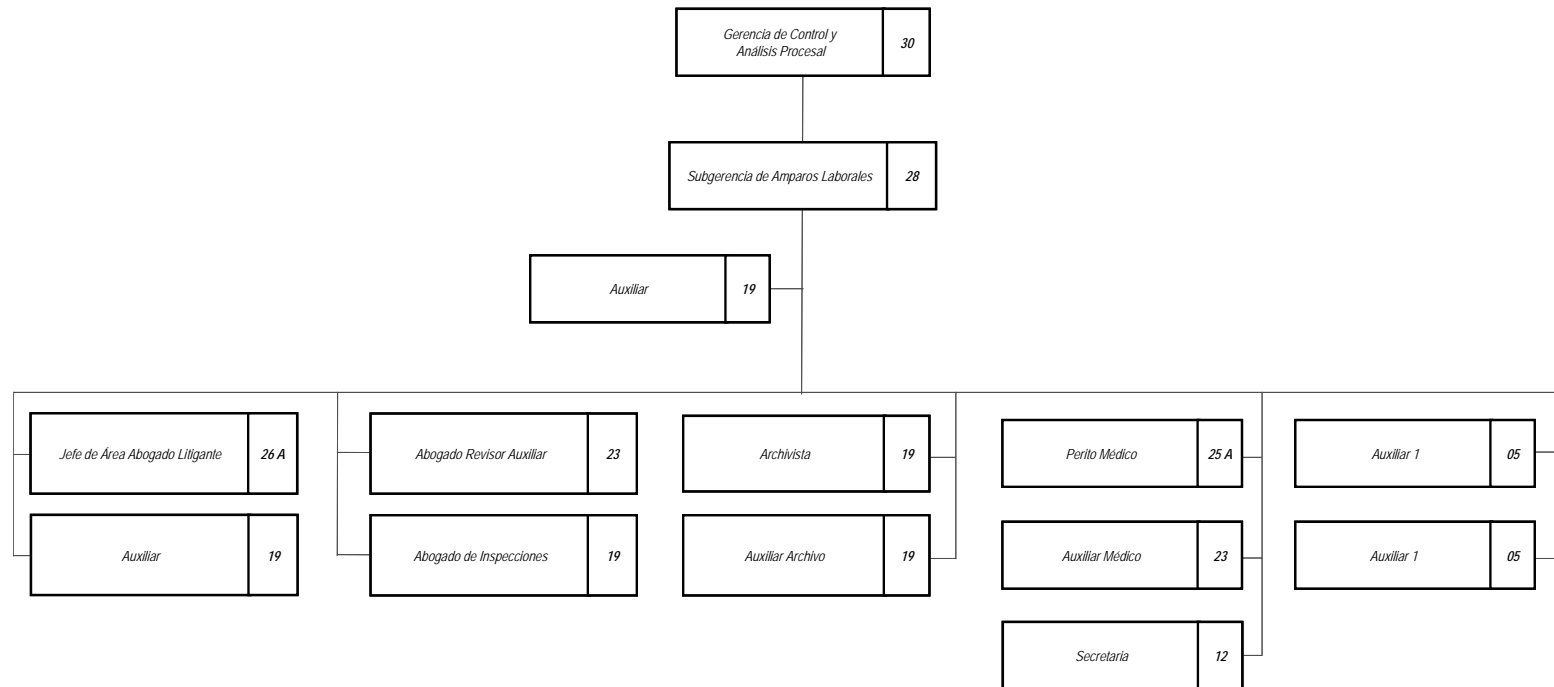 Gerencia de Control y
Análisis Procesal
30
Subgerencia de Amparos Laborales
28
Auxiliar
19
Jefe de Área Abogado Litigante
26 A
Abogado Revisor Auxiliar
23
Archivista
19
Perito Médico
25 A
Auxiliar 1
05
Auxiliar
19
Abogado de Inspecciones
19
Auxiliar Archivo
19
Auxiliar Médico
23
Auxiliar 1
05
Secretaria
12